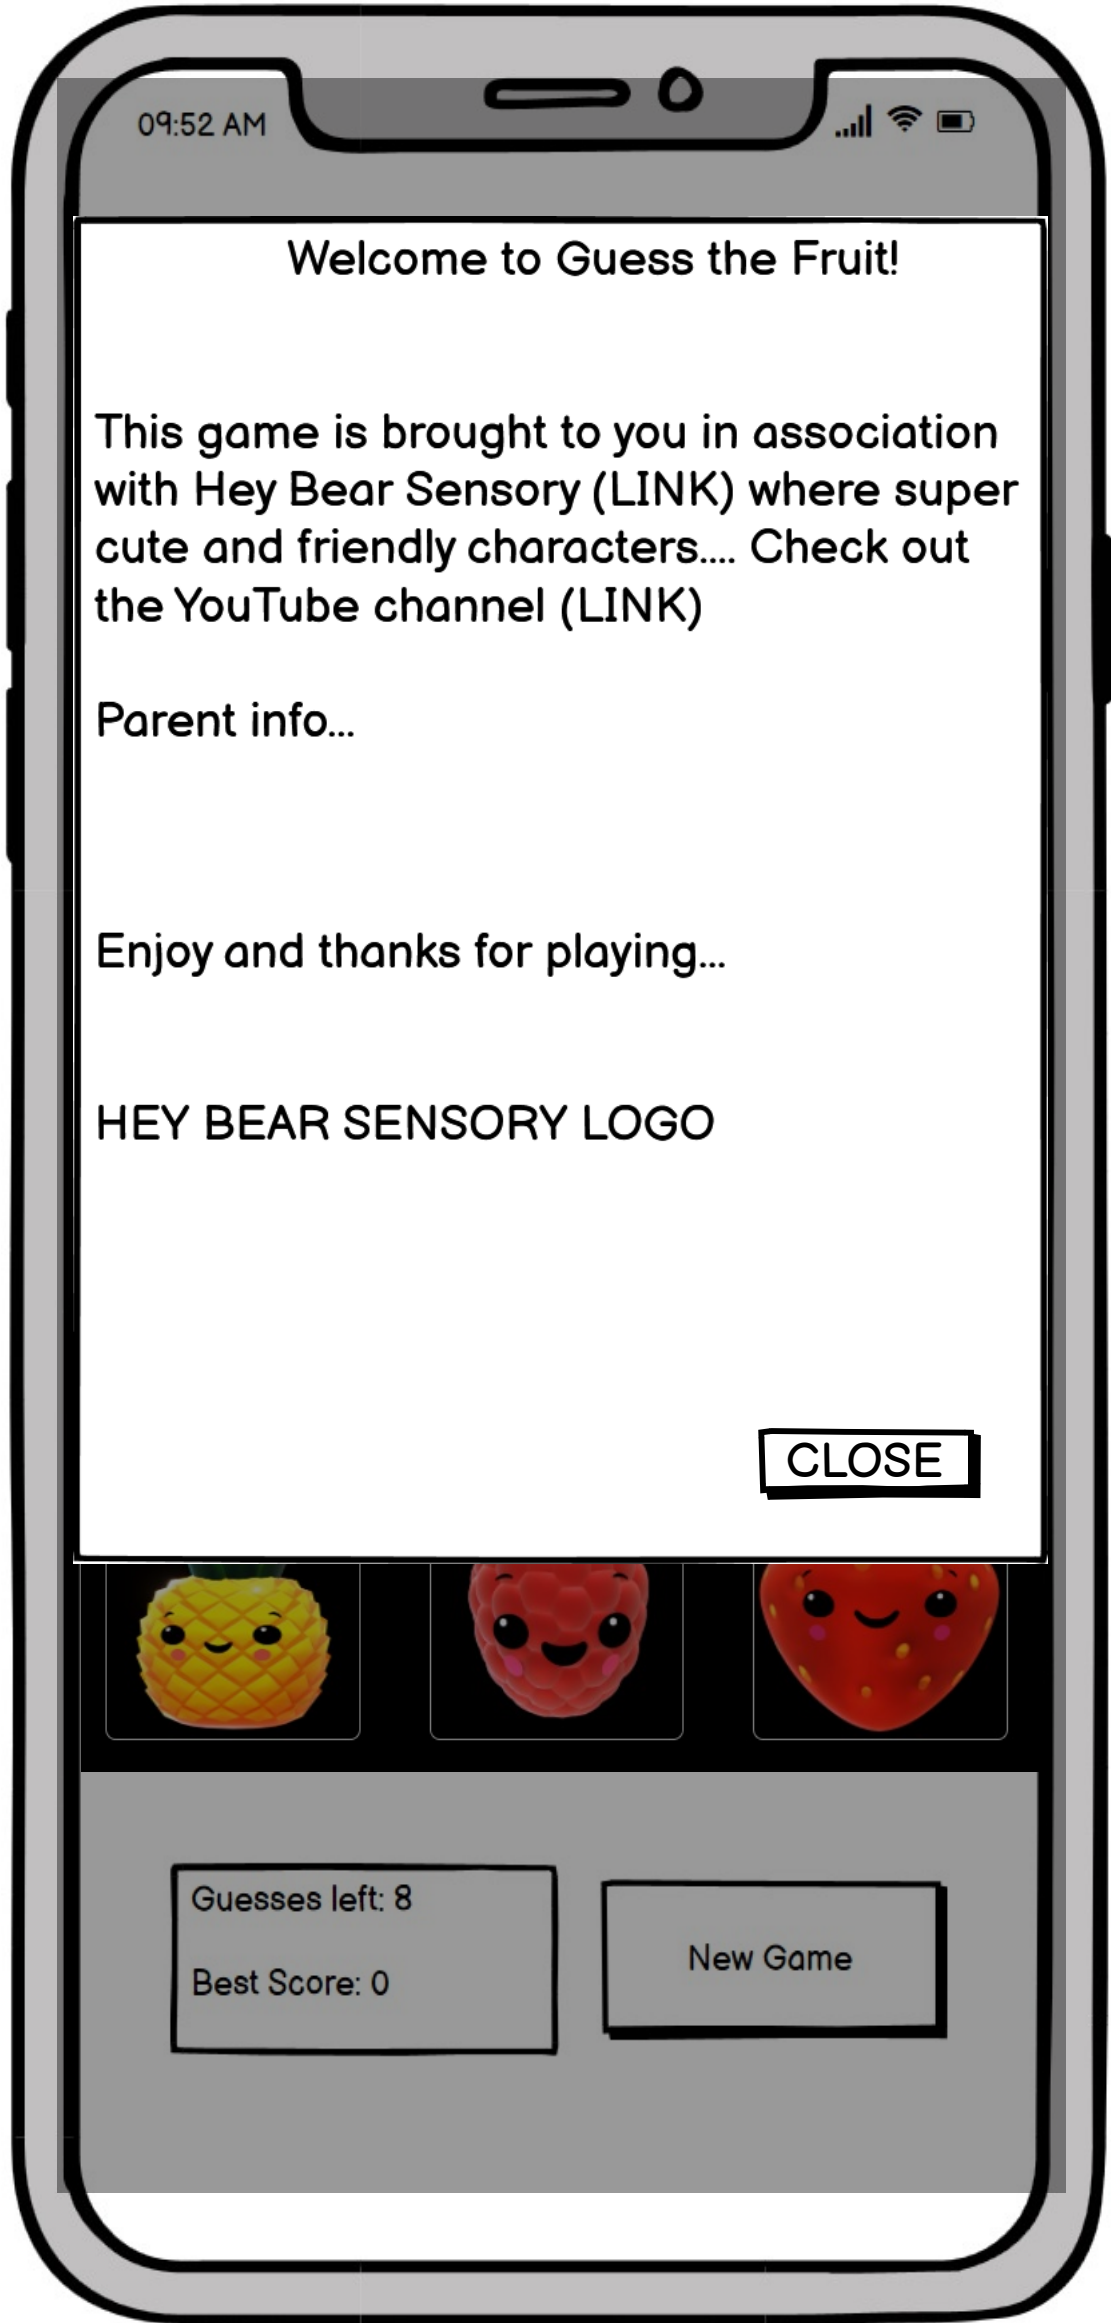 09:52 AM
Welcome to Guess the Fruit!
This game is brought to you in association
with Hey Bear Sensory (LINK) where super
cute and friendly characters.... Check out
the YouTube channel (LINK)
Parent info...
Enjoy and thanks for playing...
HEY BEAR SENSORY LOGO
CLOSE
Guesses left: 8
Best Score: 0
New Game